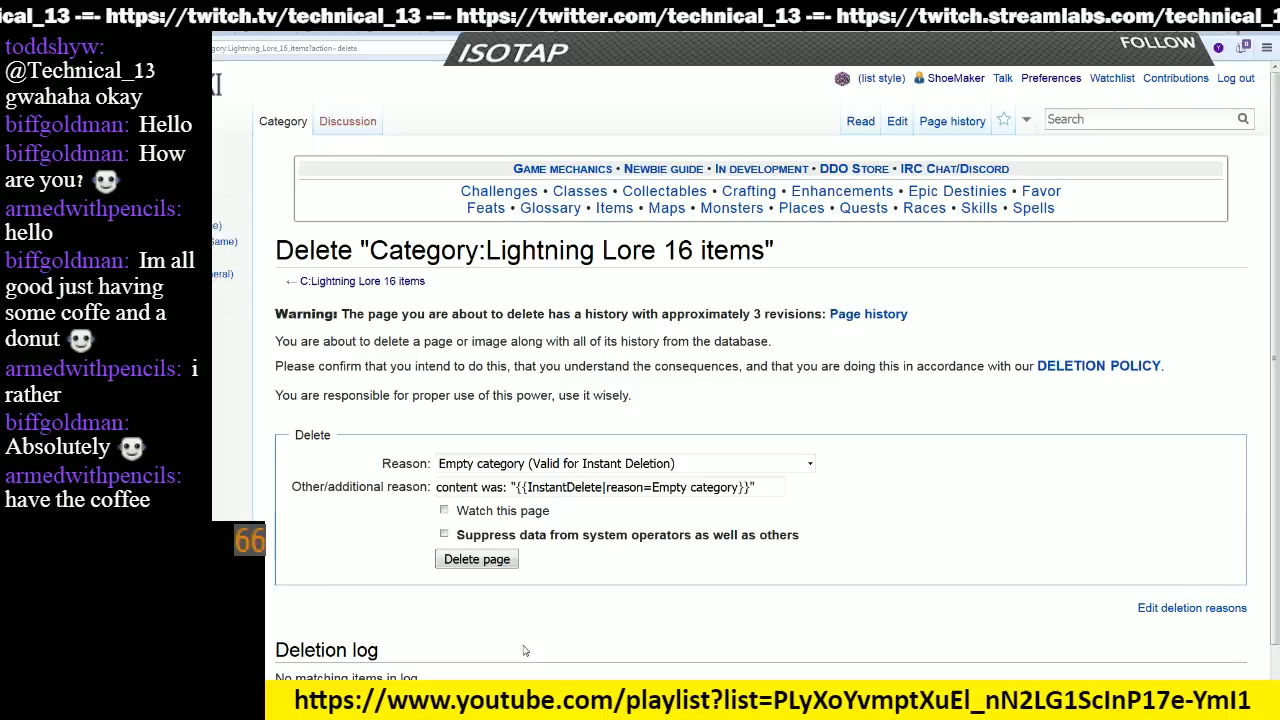 ical_13 -=- https://twitch.tv/technical_13 -=- https://twitter.com/technical_13 -=- https://twitch.streamlabs.com/technical_1
toddshyw:
@Technical_13
gwahaha okay
biffgoldman: Hello
biffgoldman: How
are you?
armedwithpencils:
hello
biffgoldman: Im all
good just having
some coffe and a
donut
armedwithpencils: i
rather
biffgoldman:
Absolutely
armedwithpencils:
have the coffee
66
gory:Lightning_Lore_16_items?action=delete
ISOTAP
FOLLOW
(list style) ShoeMaker Talk Preferences Watchlist Contributions Log out
Category Discussion Read Edit Page history Search
GAME MECHANICS • NEWBIE GUIDE • IN DEVELOPMENT • DDO STORE • IRC CHAT/DISCORD
Challenges • Classes • Collectables • Crafting • Enhancements • Epic Destinies • Favor
Feats • Glossary • Items • Maps • Monsters • Places • Quests • Races • Skills • Spells
Delete "Category:Lightning Lore 16 items"
← C:Lightning Lore 16 items
Warning: The page you are about to delete has a history with approximately 3 revisions: Page history
You are about to delete a page or image along with all of its history from the database.
Please confirm that you intend to do this, that you understand the consequences, and that you are doing this in accordance with our DELETION POLICY.
You are responsible for proper use of this power, use it wisely.
Delete
Reason: Empty category (Valid for Instant Deletion)
Other/additional reason: content was: "{{InstantDelete|reason=Empty category}}"
Watch this page
Suppress data from system operators as well as others
Delete page
Edit deletion reasons
Deletion log
No matching items in log.
https://www.youtube.com/playlist?list=PLyXoYvmptXuEl_nN2LG1ScInP17e-YmI1